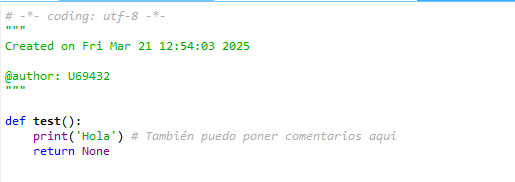 # -*- coding: utf-8 -*-
"""
Created on Fri Mar 21 12:54:03 2025

@author: U69432
"""

def test():
    print('Hola') # También puedo poner comentarios aqui
    return None